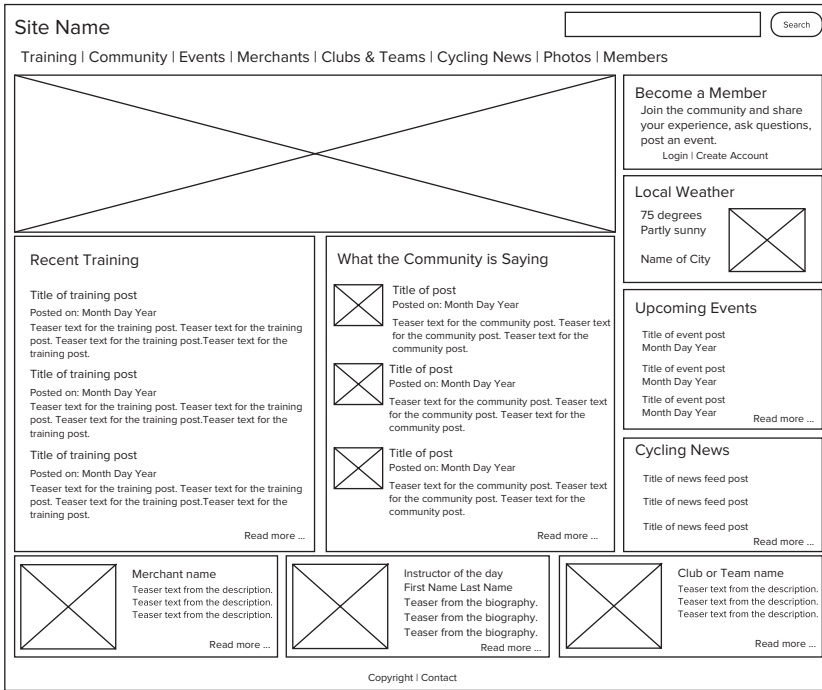 Site Name
Search
Training | Community | Events | Merchants | Clubs & Teams | Cycling News | Photos | Members
Become a Member
Join the community and share
your experience, ask questions,
post an event.
Login | Create Account
Local Weather
75 degrees
Partly sunny
Name of City
Recent Training
Title of training post
Posted on: Month Day Year
Teaser text for the training post. Teaser text for the training
post. Teaser text for the training post.Teaser text for the
training post.
Title of training post
Posted on: Month Day Year
Teaser text for the training post. Teaser text for the training
post. Teaser text for the training post.Teaser text for the
training post.
Title of training post
Posted on: Month Day Year
Teaser text for the training post. Teaser text for the training
post. Teaser text for the training post.Teaser text for the
training post.
Read more ...
What the Community is Saying
Title of post
Posted on: Month Day Year
Teaser text for the community post. Teaser text
for the community post. Teaser text for the
community post.
Title of post
Posted on: Month Day Year
Teaser text for the community post. Teaser text
for the community post. Teaser text for the
community post.
Title of post
Posted on: Month Day Year
Teaser text for the community post. Teaser text
for the community post. Teaser text for the
community post.
Read more ...
Upcoming Events
Title of event post
Month Day Year
Title of event post
Month Day Year
Title of event post
Month Day Year
Read more ...
Cycling News
Title of news feed post
Title of news feed post
Title of news feed post
Read more ...
Merchant name
Teaser text from the description.
Teaser text from the description.
Teaser text from the description.
Read more ...
Instructor of the day
First Name Last Name
Teaser from the biography.
Teaser from the biography.
Teaser from the biography.
Read more ...
Club or Team name
Teaser text from the description.
Teaser text from the description.
Teaser text from the description.
Read more ...
Copyright | Contact